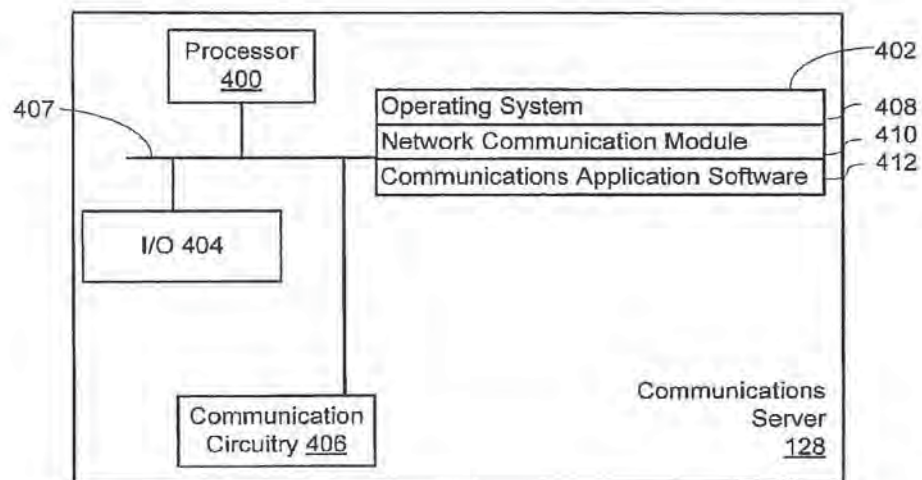 Processor
400
402
407
Operating System
408
Network Communication Module
410
Communications Application Software
412
I/O 404
Communication
Circuitry 406
Communications
Server
128